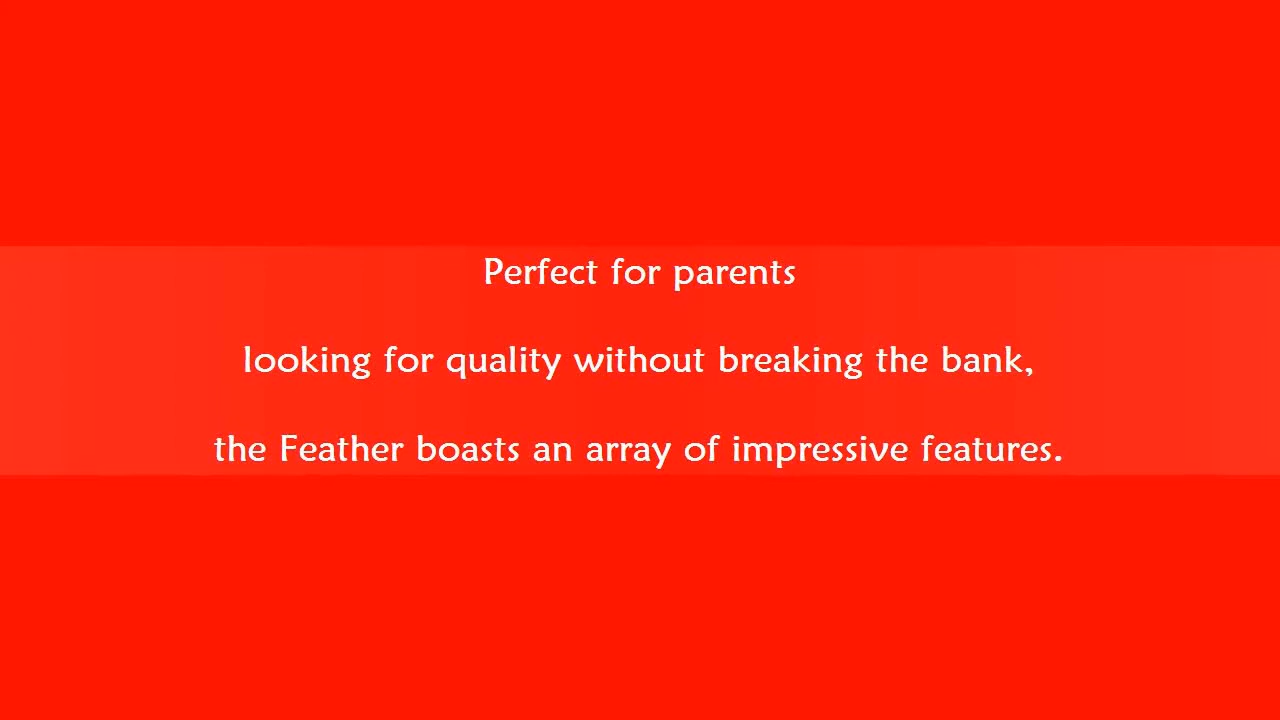 Perfect for parents
looking for quality without breaking the bank,
the Feather boasts an array of impressive features.